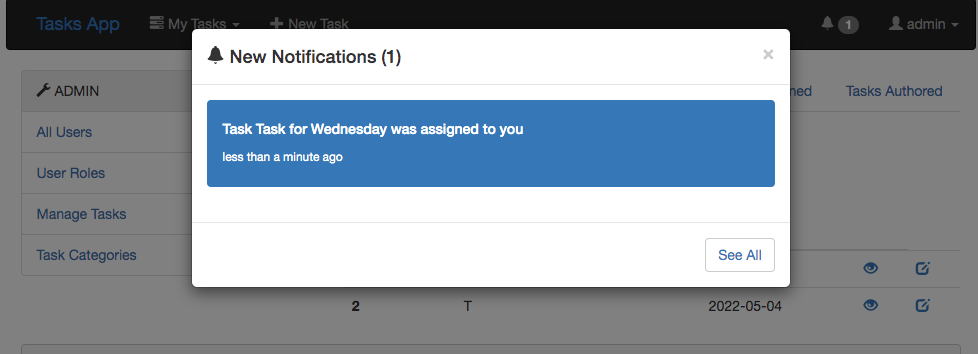 Tasks App My Tasks New Task 1 admin
New Notifications (1) ×
ADMIN ned Tasks Authored
Task Task for Wednesday was assigned to you
less than a minute ago
All Users
User Roles
Manage Tasks
Task Categories
See All
2 T 2022-05-04